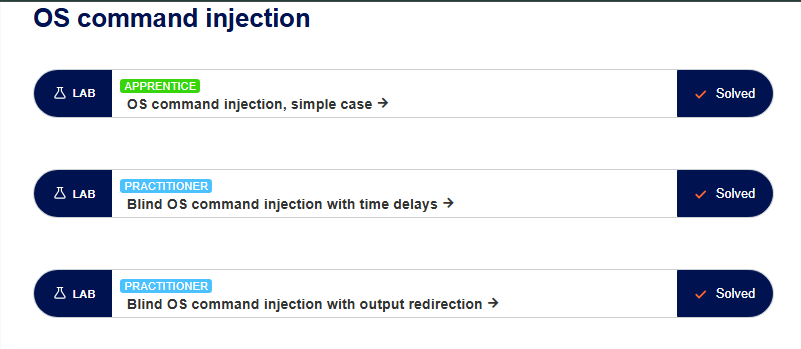 OS command injection
LAB
APPRENTICE
OS command injection, simple case →
Solved
LAB
PRACTITIONER
Blind OS command injection with time delays →
Solved
LAB
PRACTITIONER
Blind OS command injection with output redirection →
Solved